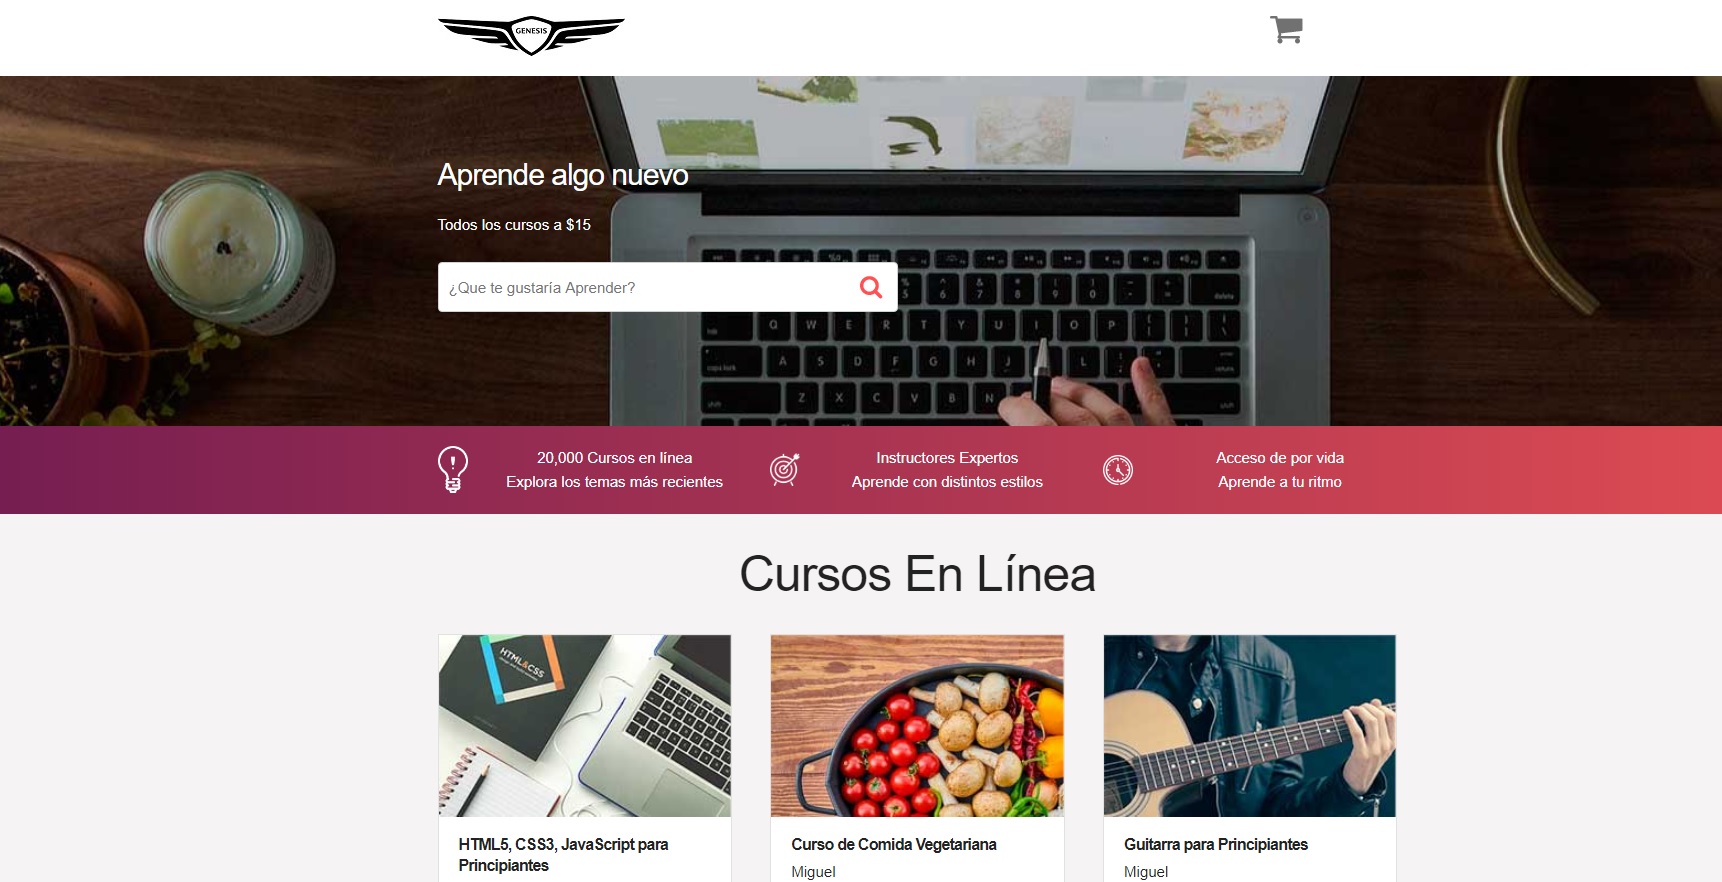 GENESIS
Aprende algo nuevo
Todos los cursos a $15
¿Que te gustaría Aprender?
20,000 Cursos en línea
Explora los temas más recientes
Instructores Expertos
Aprende con distintos estilos
Acceso de por vida
Aprende a tu ritmo
Cursos En Línea
HTML&CSS
HTML5, CSS3, JavaScript para
Principiantes
Curso de Comida Vegetariana
Miguel
Guitarra para Principiantes
Miguel